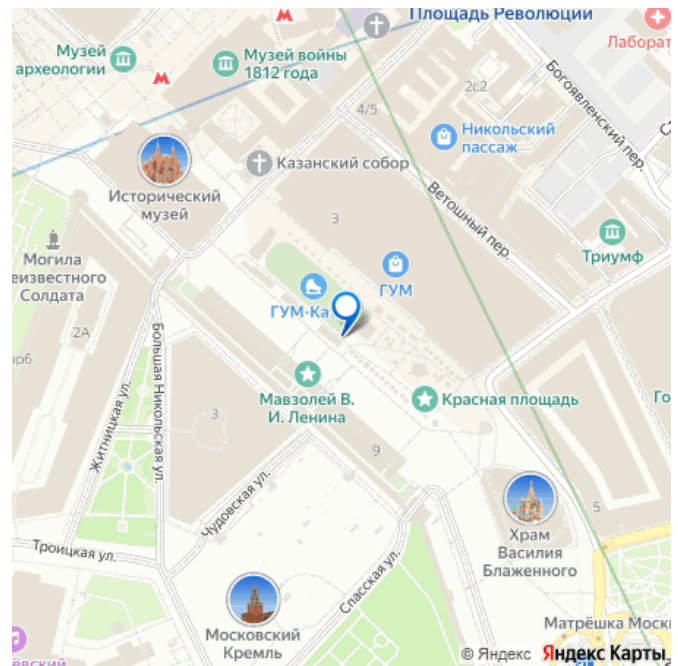 Площадь Революции
Лаборат
Музей
археологии
Музей войны
1812 года
4/5
2с2
Богоявленский пер.
Никольский
пассаж
Казанский собор
Ветошный пер.
Исторический
музей
3
Триумф
Могила
еизвестного
Солдата
ГУМ
ГУМ-Ка
2А
орб
Большая Никольская ул.
Житницкая ул.
Мавзолей В.
И. Ленина
Красная площадь
Го
3
9
Чудовская ул.
5
Храм
Василия
Блаженного
Троицкая ул.
Спасская ул.
Московский
Кремль
Матрёшка Моск
ёвский
© Яндекс Яндекс Карты